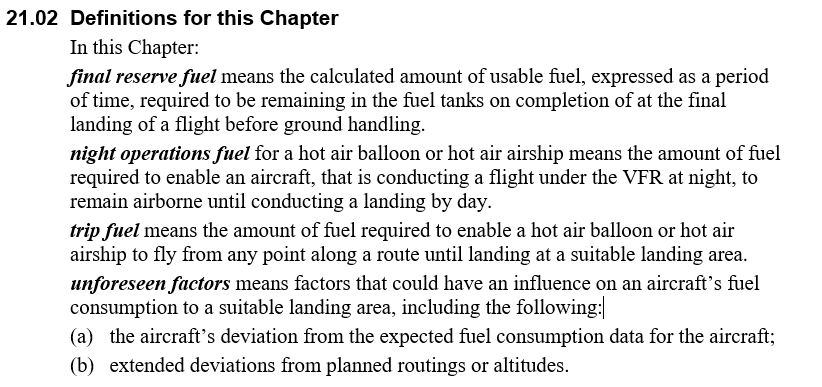 21.02 Definitions for this Chapter
In this Chapter:
final reserve fuel means the calculated amount of usable fuel, expressed as a period
of time, required to be remaining in the fuel tanks on completion of at the final
landing of a flight before ground handling.
night operations fuel for a hot air balloon or hot air airship means the amount of fuel
required to enable an aircraft, that is conducting a flight under the VFR at night, to
remain airborne until conducting a landing by day.
trip fuel means the amount of fuel required to enable a hot air balloon or hot air
airship to fly from any point along a route until landing at a suitable landing area.
unforeseen factors means factors that could have an influence on an aircraft’s fuel
consumption to a suitable landing area, including the following:
(a) the aircraft’s deviation from the expected fuel consumption data for the aircraft;
(b) extended deviations from planned routings or altitudes.